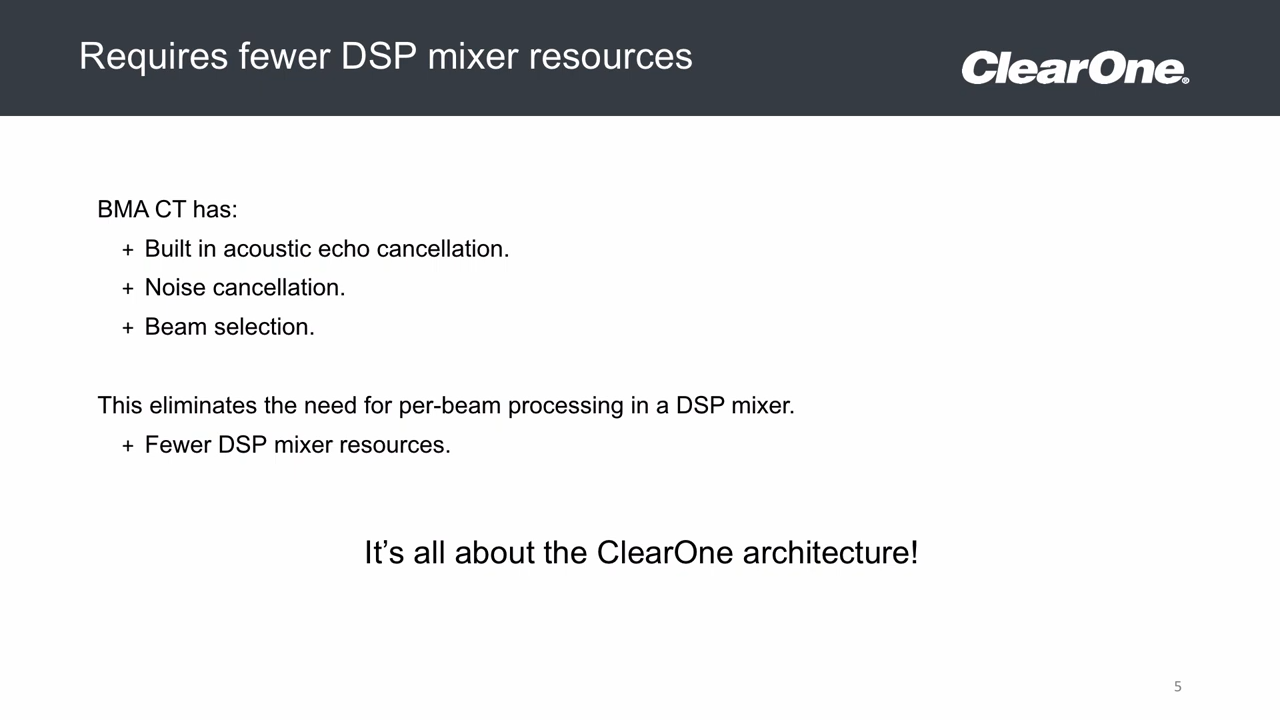 Requires fewer DSP mixer resources
ClearOne®
BMA CT has:
+ Built in acoustic echo cancellation.
+ Noise cancellation.
+ Beam selection.
This eliminates the need for per-beam processing in a DSP mixer.
+ Fewer DSP mixer resources.
It’s all about the ClearOne architecture!
5